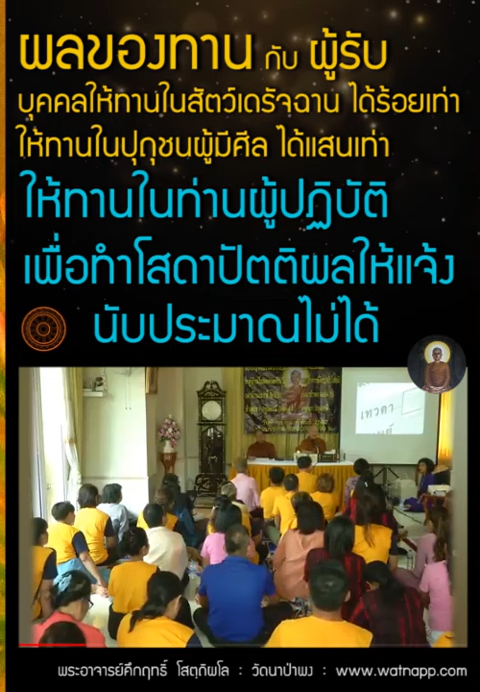 ผลของทาน กับ ผู้รับ
บุคคลให้ทานในสัตว์เดรัจฉาน ได้ร้อยเท่า
ให้ทานในปุถุชนผู้มีศีล ได้แสนเท่า
ให้ทานในท่านผู้ปฏิบัติ
เพื่อทำโสดาปัตติผลให้แจ้ง
นับประมาณไม่ได้
เทวดา
พระอาจารย์คึกฤทธิ์ โสตฺถิผโล : วัดนาป่าพง : www.watnapp.com